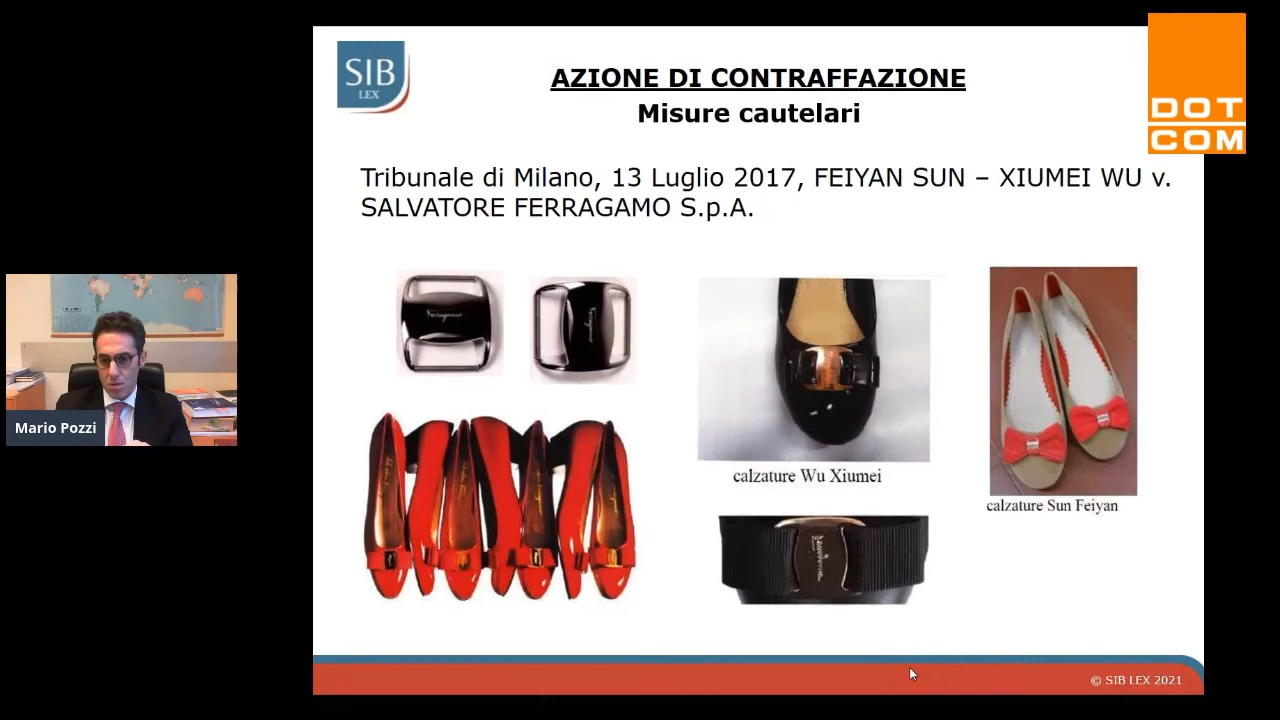 SIB
LEX
AZIONE DI CONTRAFFAZIONE
Misure cautelari
DOT
COM
Tribunale di Milano, 13 Luglio 2017, FEIYAN SUN – XIUMEI WU v.
SALVATORE FERRAGAMO S.p.A.
Ferragamo
Mario Pozzi
calzature Wu Xiumei
calzature Sun Feiyan
© SIB LEX 2021